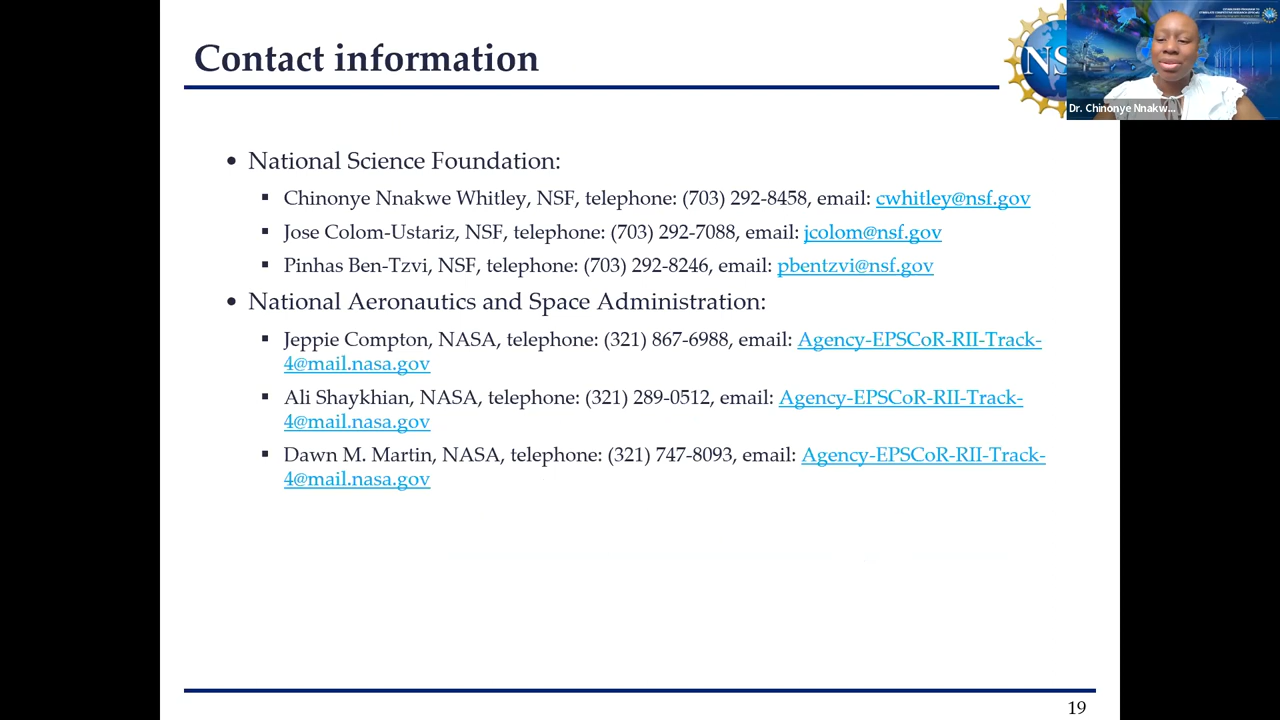 Contact information
NS
Dr. Chinonye Nnakw...
• National Science Foundation:
▪ Chinonye Nnakwe Whitley, NSF, telephone: (703) 292-8458, email: cwhitley@nsf.gov
▪ Jose Colom-Ustariz, NSF, telephone: (703) 292-7088, email: jcolom@nsf.gov
▪ Pinhas Ben-Tzvi, NSF, telephone: (703) 292-8246, email: pbentzvi@nsf.gov
• National Aeronautics and Space Administration:
▪ Jeppie Compton, NASA, telephone: (321) 867-6988, email: Agency-EPSCoR-RII-Track-
4@mail.nasa.gov
▪ Ali Shaykhian, NASA, telephone: (321) 289-0512, email: Agency-EPSCoR-RII-Track-
4@mail.nasa.gov
▪ Dawn M. Martin, NASA, telephone: (321) 747-8093, email: Agency-EPSCoR-RII-Track-
4@mail.nasa.gov
19